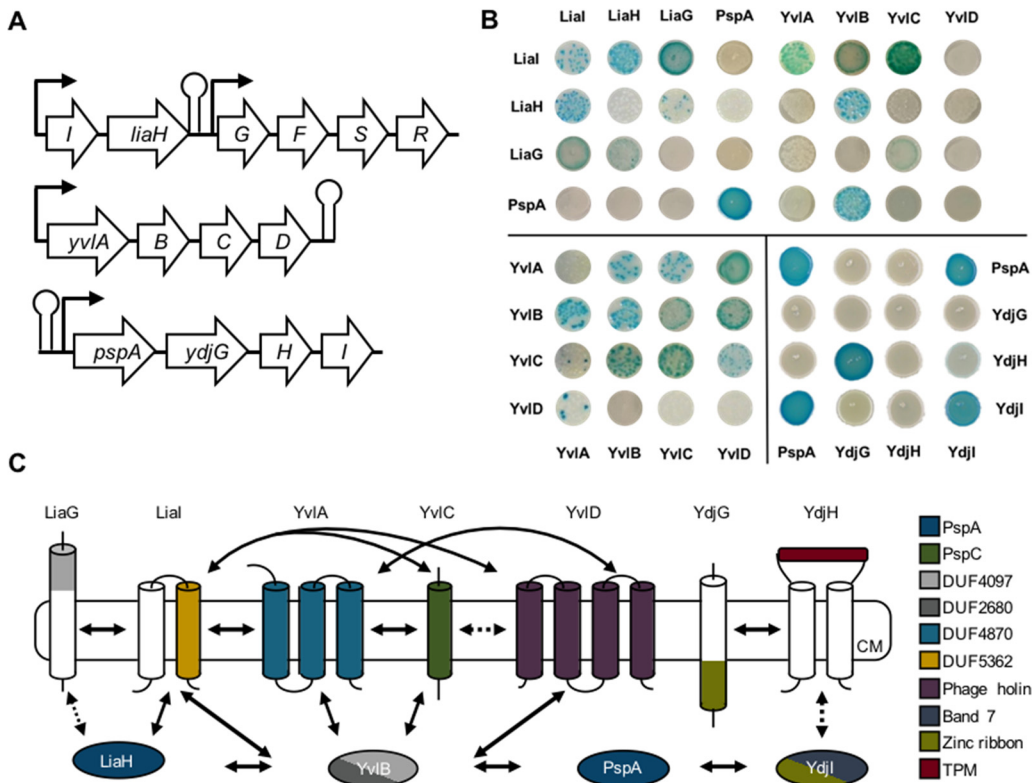 A
I liaH G F S R
yvlA B C D
pspA ydjG H I
B
LiaI LiaH LiaG PspA YvlA YvlB YvlC YvlD
LiaI
LiaH
LiaG
PspA
YvlA PspA
YvlB YdjG
YvlC YdjH
YvlD YdjI
YvlA YvlB YvlC YvlD PspA YdjG YdjH YdjI
C
LiaG LiaI YvlA YvlC YvlD YdjG YdjH
CM
LiaH YvlB PspA YdjI
PspA
PspC
DUF4097
DUF2680
DUF4870
DUF5362
Phage holin
Band 7
Zinc ribbon
TPM